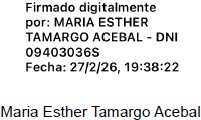 Firmado digitalmente
por: MARIA ESTHER
TAMARGO ACEBAL - DNI
09403036S
Fecha: 27/2/26, 19:38:22
Maria Esther Tamargo Acebal